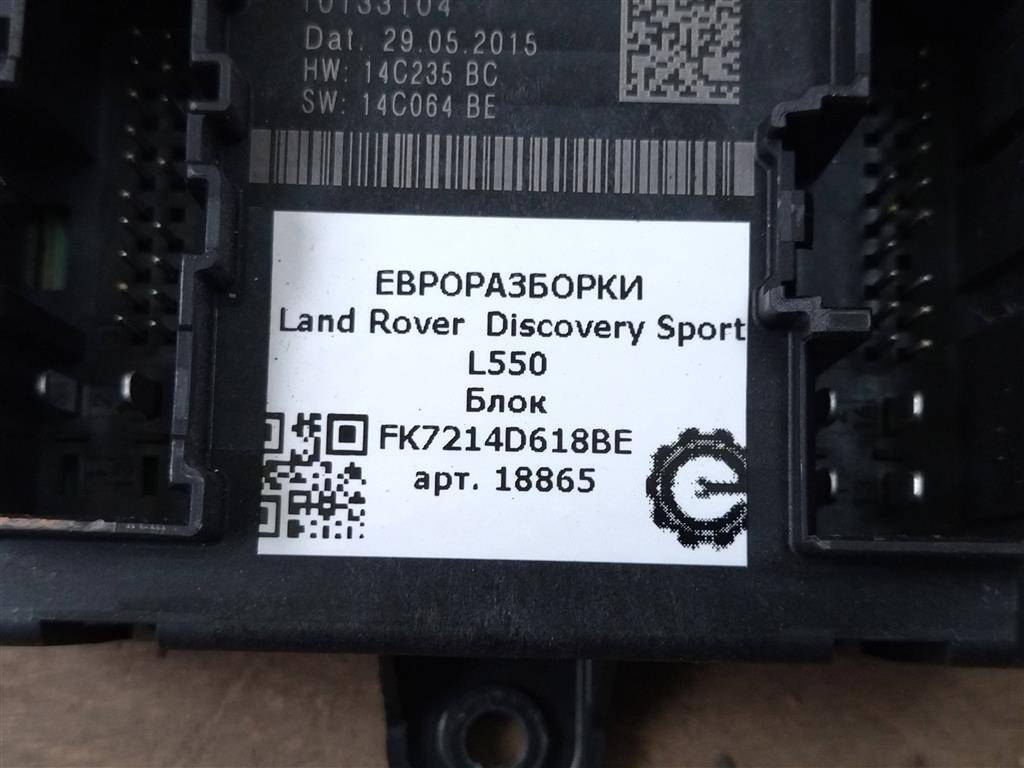 10133104
Dat. 29.05.2015
HW: 14C235 BC
SW: 14C064 BE
ЕВРОРАЗБОРКИ
Land Rover Discovery Sport
L550
Блок
FK7214D618BE
арт. 18865